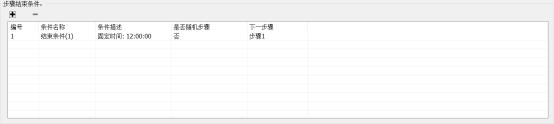 步骤结束条件。
编号 条件名称 条件描述 是否随机步骤 下一步骤
1 结束条件(1) 固定时间: 12:00:00 否 步骤1